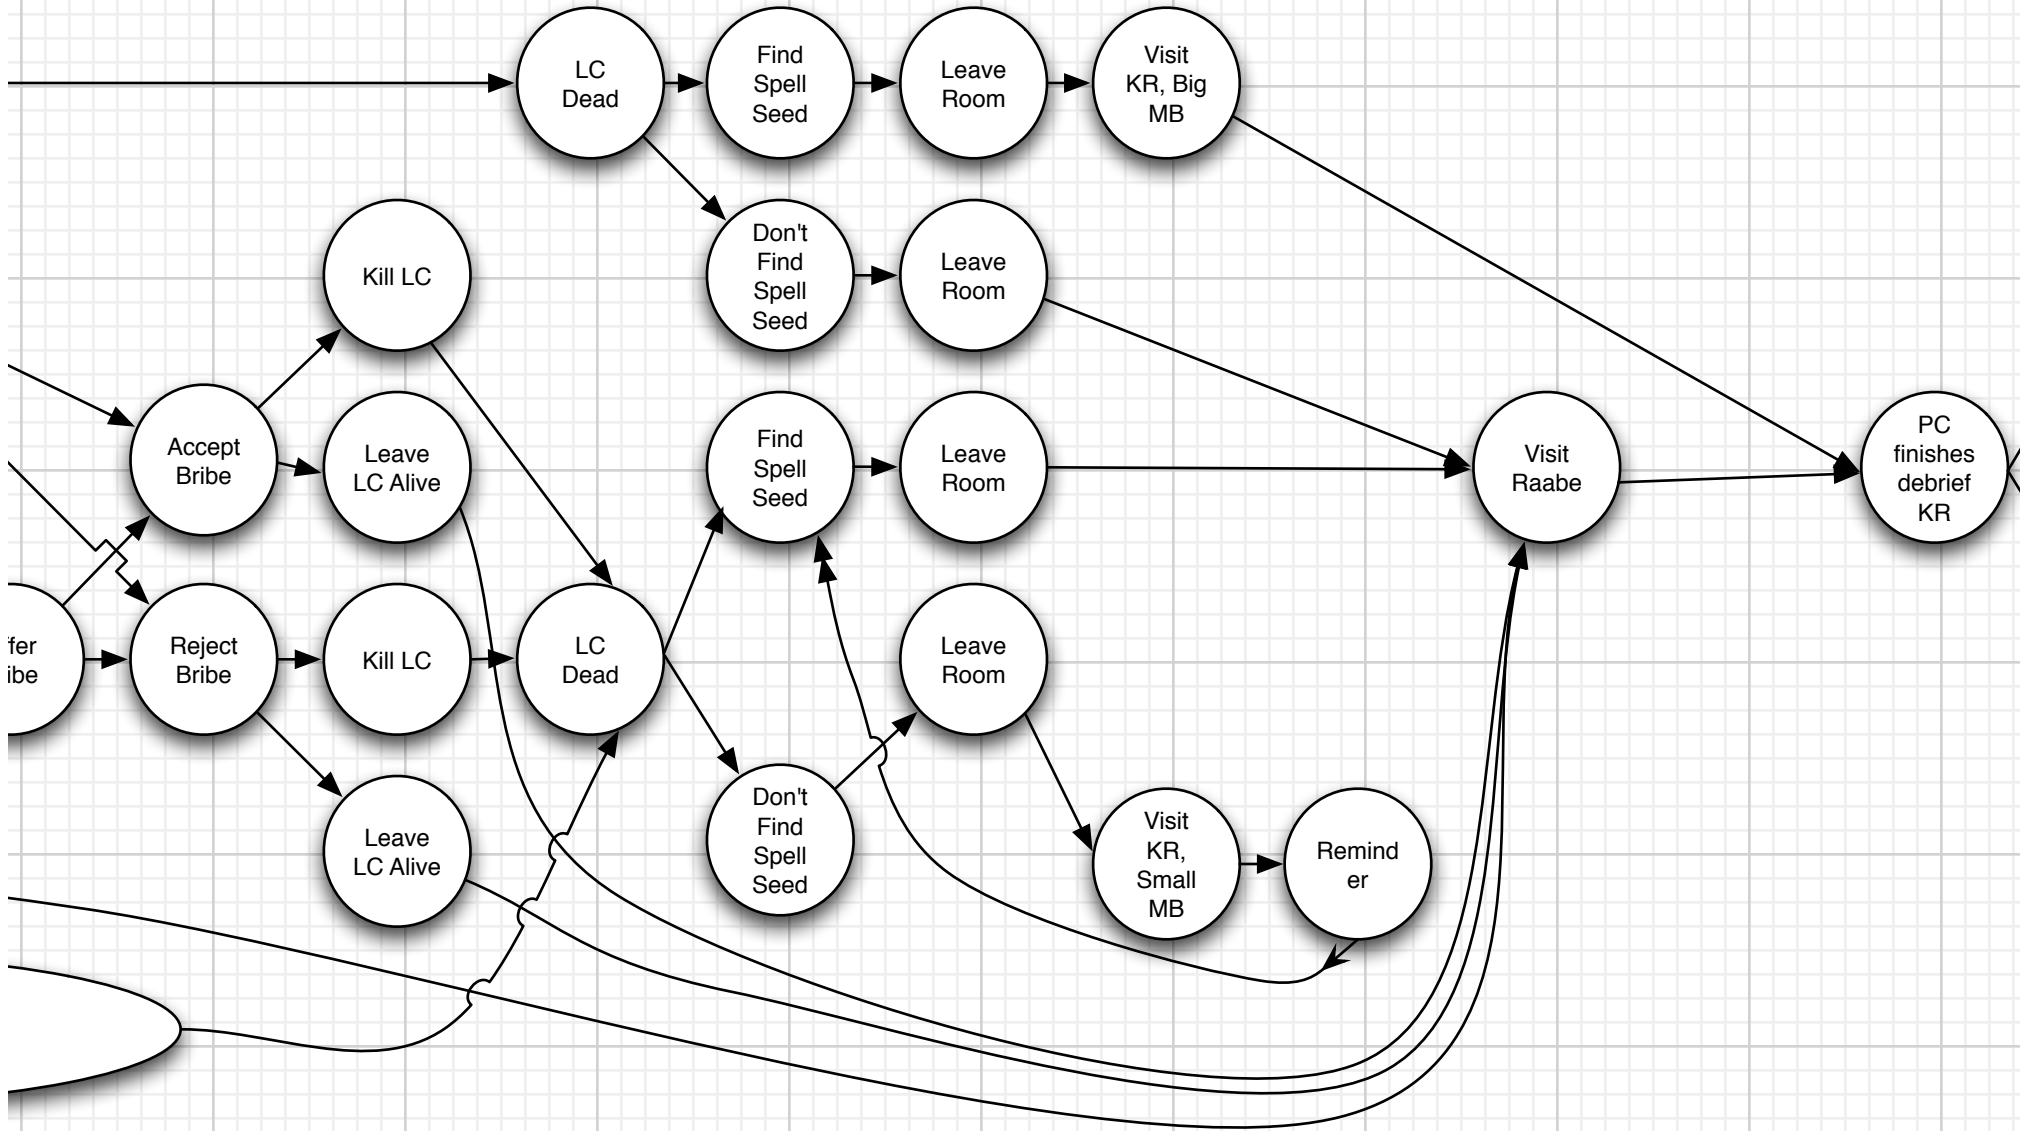 LC
Dead
Find
Spell
Seed
Leave
Room
Visit
KR, Big
MB
Kill LC
Don't
Find
Spell
Seed
Leave
Room
Accept
Bribe
Leave
LC Alive
Find
Spell
Seed
Leave
Room
Visit
Raabe
PC
finishes
debrief
KR
fer
ibe
Reject
Bribe
Kill LC
LC
Dead
Leave
Room
Leave
LC Alive
Don't
Find
Spell
Seed
Visit
KR,
Small
MB
Remind
er